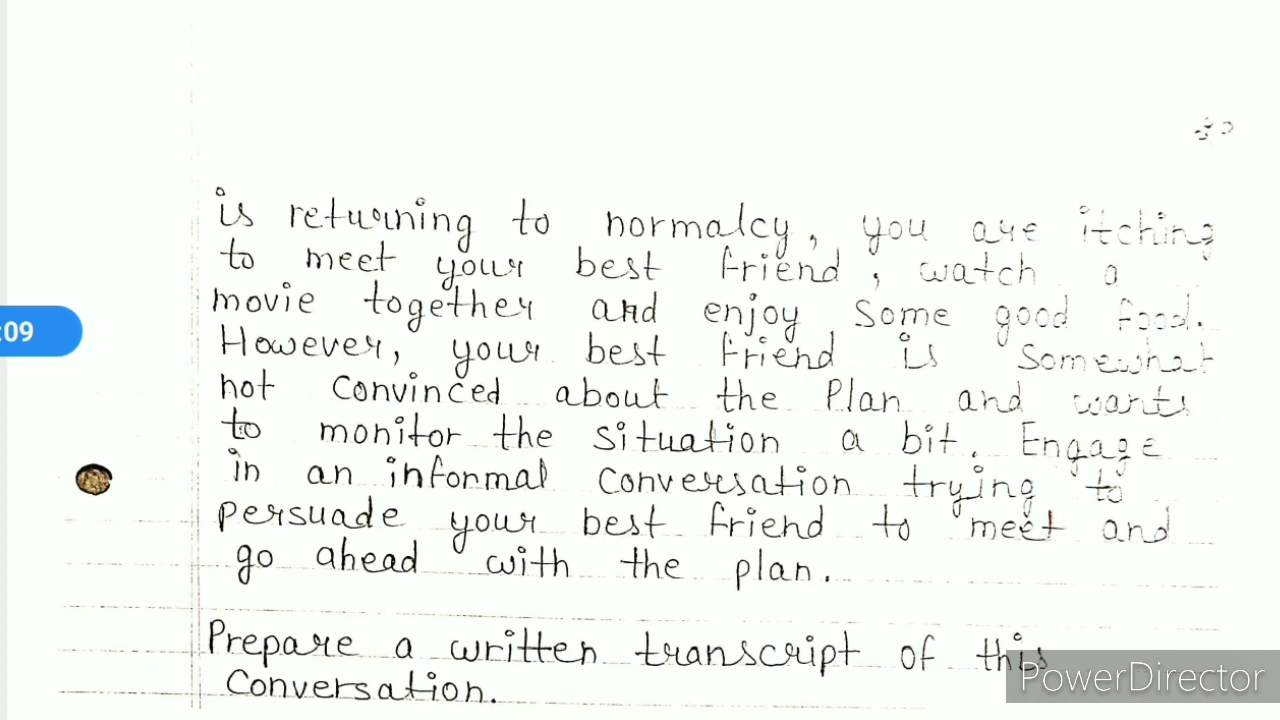 is returning to normalcy, you are itching
to meet your best friend, watch a
movie together and enjoy some good food.
However, your best friend is somewhat
not convinced about the Plan and wants
to monitor the situation a bit. Engage
:09
in an informal conversation trying to
persuade your best friend to meet and
go ahead with the plan.
Prepare a written transcript of this
Conversation.
PowerDirector